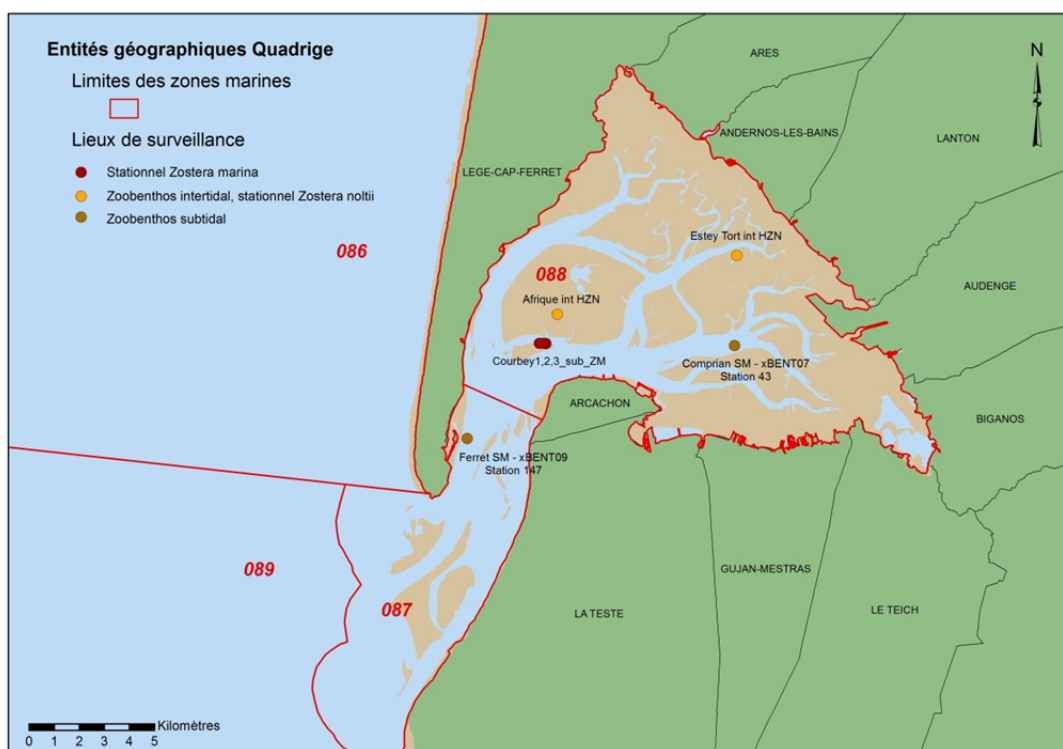 Entités géographiques Quadrige
Limites des zones marines
Lieux de surveillance
Stationnel Zostera marina
Zoobenthos intertidal, stationnel Zostera noltii
Zoobenthos subtidal
N
ARES
ANDERNOS-LES-BAINS
LANTON
LEGE-CAP-FERRET
086
Estey Tort int HZN
088
AUDENGE
Afrique int HZN
Courbey1,2,3_sub_ZM
Comprian SM - xBENT07
Station 43
ARCACHON
BIGANOS
Ferret SM - xBENT09
Station 147
089
087
GUJAN-MESTRAS
LA TESTE
LE TEICH
Kilomètres
0 1 2 3 4 5